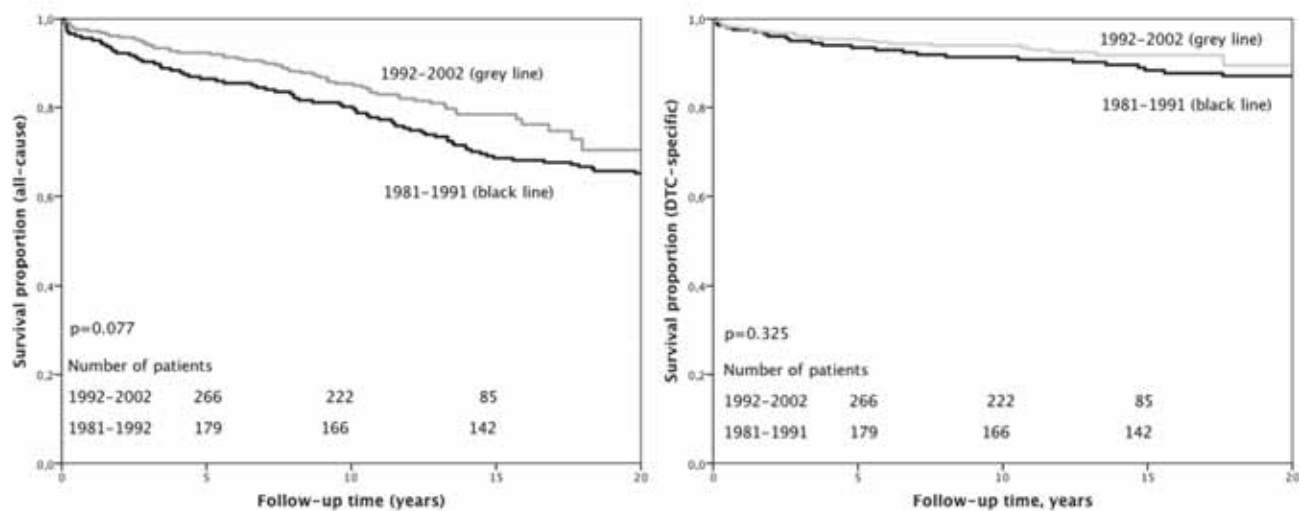 Survival proportion (all-cause)
1,0
0,8
0,6
0,4
0,2
0,0
1992-2002 (grey line)
1981-1991 (black line)
p=0.077
Number of patients
1992-2002 266 222 85
1981-1992 179 166 142
0 5 10 15 20
Follow-up time (years)
Survival proportion (DTC-specific)
1,0
0,8
0,6
0,4
0,2
0,0
1992-2002 (grey line)
1981-1991 (black line)
p=0.325
Number of patients
1992-2002 266 222 85
1981-1991 179 166 142
0 5 10 15 20
Follow-up time, years